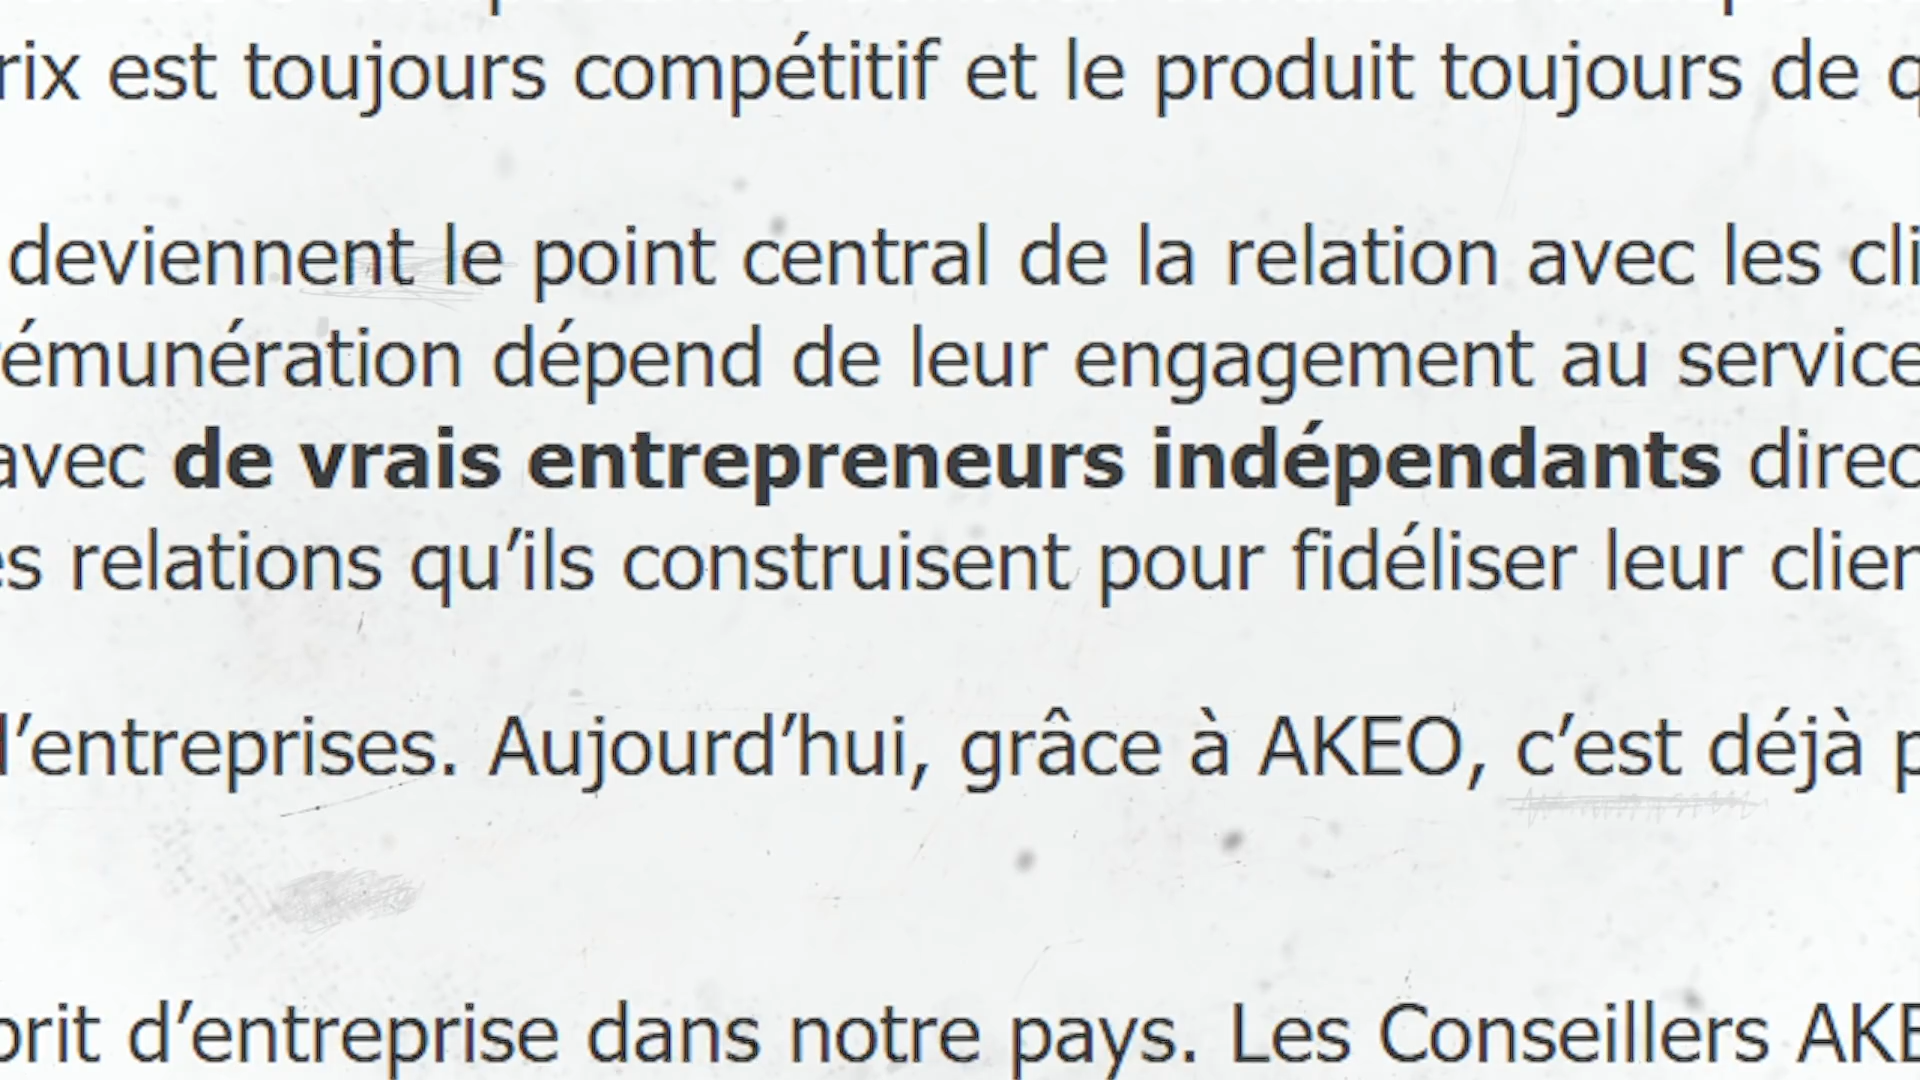 rix est toujours compétitif et le produit toujours de q
deviennent le point central de la relation avec les cli
rémunération dépend de leur engagement au service
avec de vrais entrepreneurs indépendants direc
es relations qu’ils construisent pour fidéliser leur clien
d’entreprises. Aujourd’hui, grâce à AKEO, c’est déjà p
prit d’entreprise dans notre pays. Les Conseillers AKE